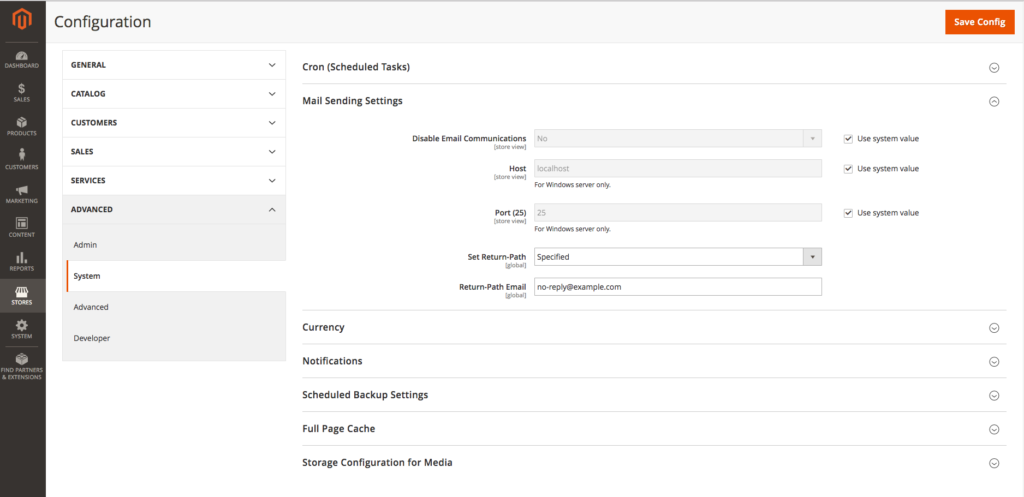 Configuration
Save Config
DASHBOARD
SALES
PRODUCTS
CUSTOMERS
MARKETING
CONTENT
REPORTS
STORES
SYSTEM
FIND PARTNERS
& EXTENSIONS
GENERAL
CATALOG
CUSTOMERS
SALES
SERVICES
ADVANCED
Admin
System
Advanced
Developer
Cron (Scheduled Tasks)
Mail Sending Settings
Disable Email Communications No Use system value
[store view]
Host localhost Use system value
[store view]
For Windows server only.
Port (25) 25 Use system value
[store view]
For Windows server only.
Set Return-Path Specified
[global]
Return-Path Email no-reply@example.com
[global]
Currency
Notifications
Scheduled Backup Settings
Full Page Cache
Storage Configuration for Media